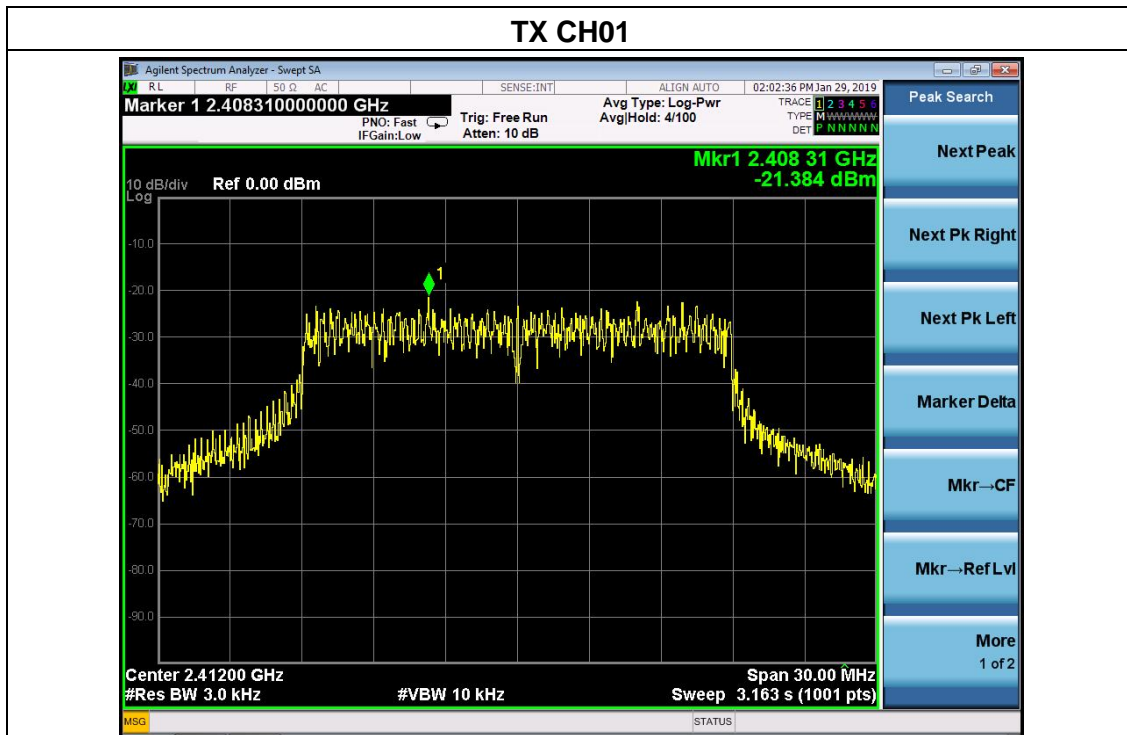 TX CH01
Agilent Spectrum Analyzer - Swept SA
LXI RL RF 50 Ω AC SENSE:INT ALIGN AUTO 02:02:36 PM Jan 29, 2019
Marker 1 2.408310000000 GHz
PNO: Fast
IFGain:Low
Trig: Free Run
Atten: 10 dB
Avg Type: Log-Pwr
Avg|Hold: 4/100
TRACE 1 2 3 4 5 6
TYPE M WWWWW
DET P N N N N N
Mkr1 2.408 31 GHz
-21.384 dBm
10 dB/div Ref 0.00 dBm
Log
-10.0
-20.0
-30.0
-40.0
-50.0
-60.0
-70.0
-80.0
-90.0
1
Center 2.41200 GHz
Span 30.00 MHz
#Res BW 3.0 kHz
#VBW 10 kHz
Sweep 3.163 s (1001 pts)
MSG
STATUS
Peak Search
Next Peak
Next Pk Right
Next Pk Left
Marker Delta
Mkr→CF
Mkr→Ref Lvl
More
1 of 2